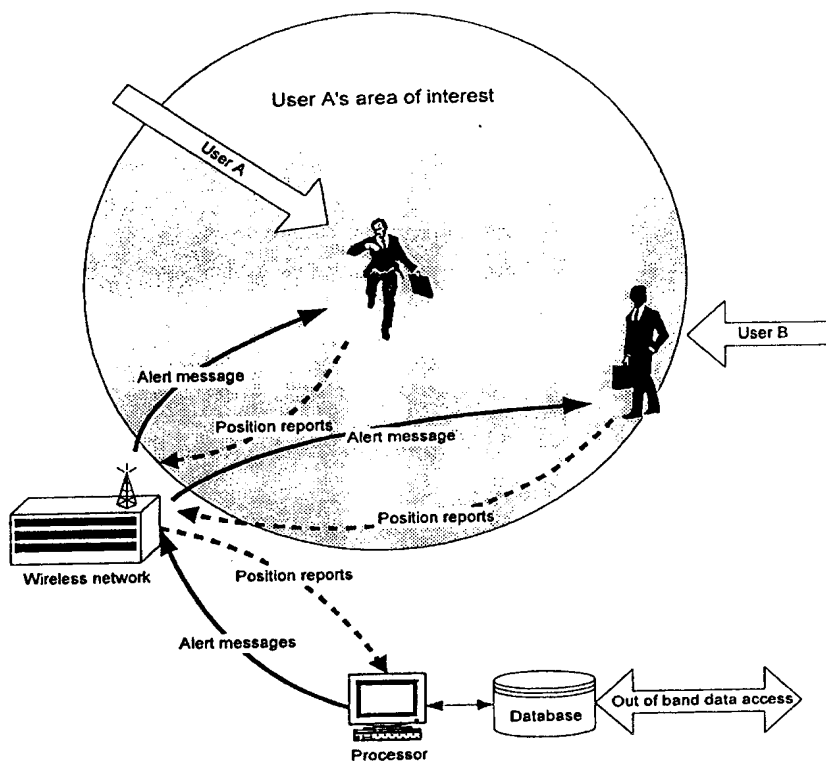 User A's area of interest
User A
User B
Alert message
Position reports
Alert message
Position reports
Wireless network
Position reports
Alert messages
Processor
Database
Out of band data access